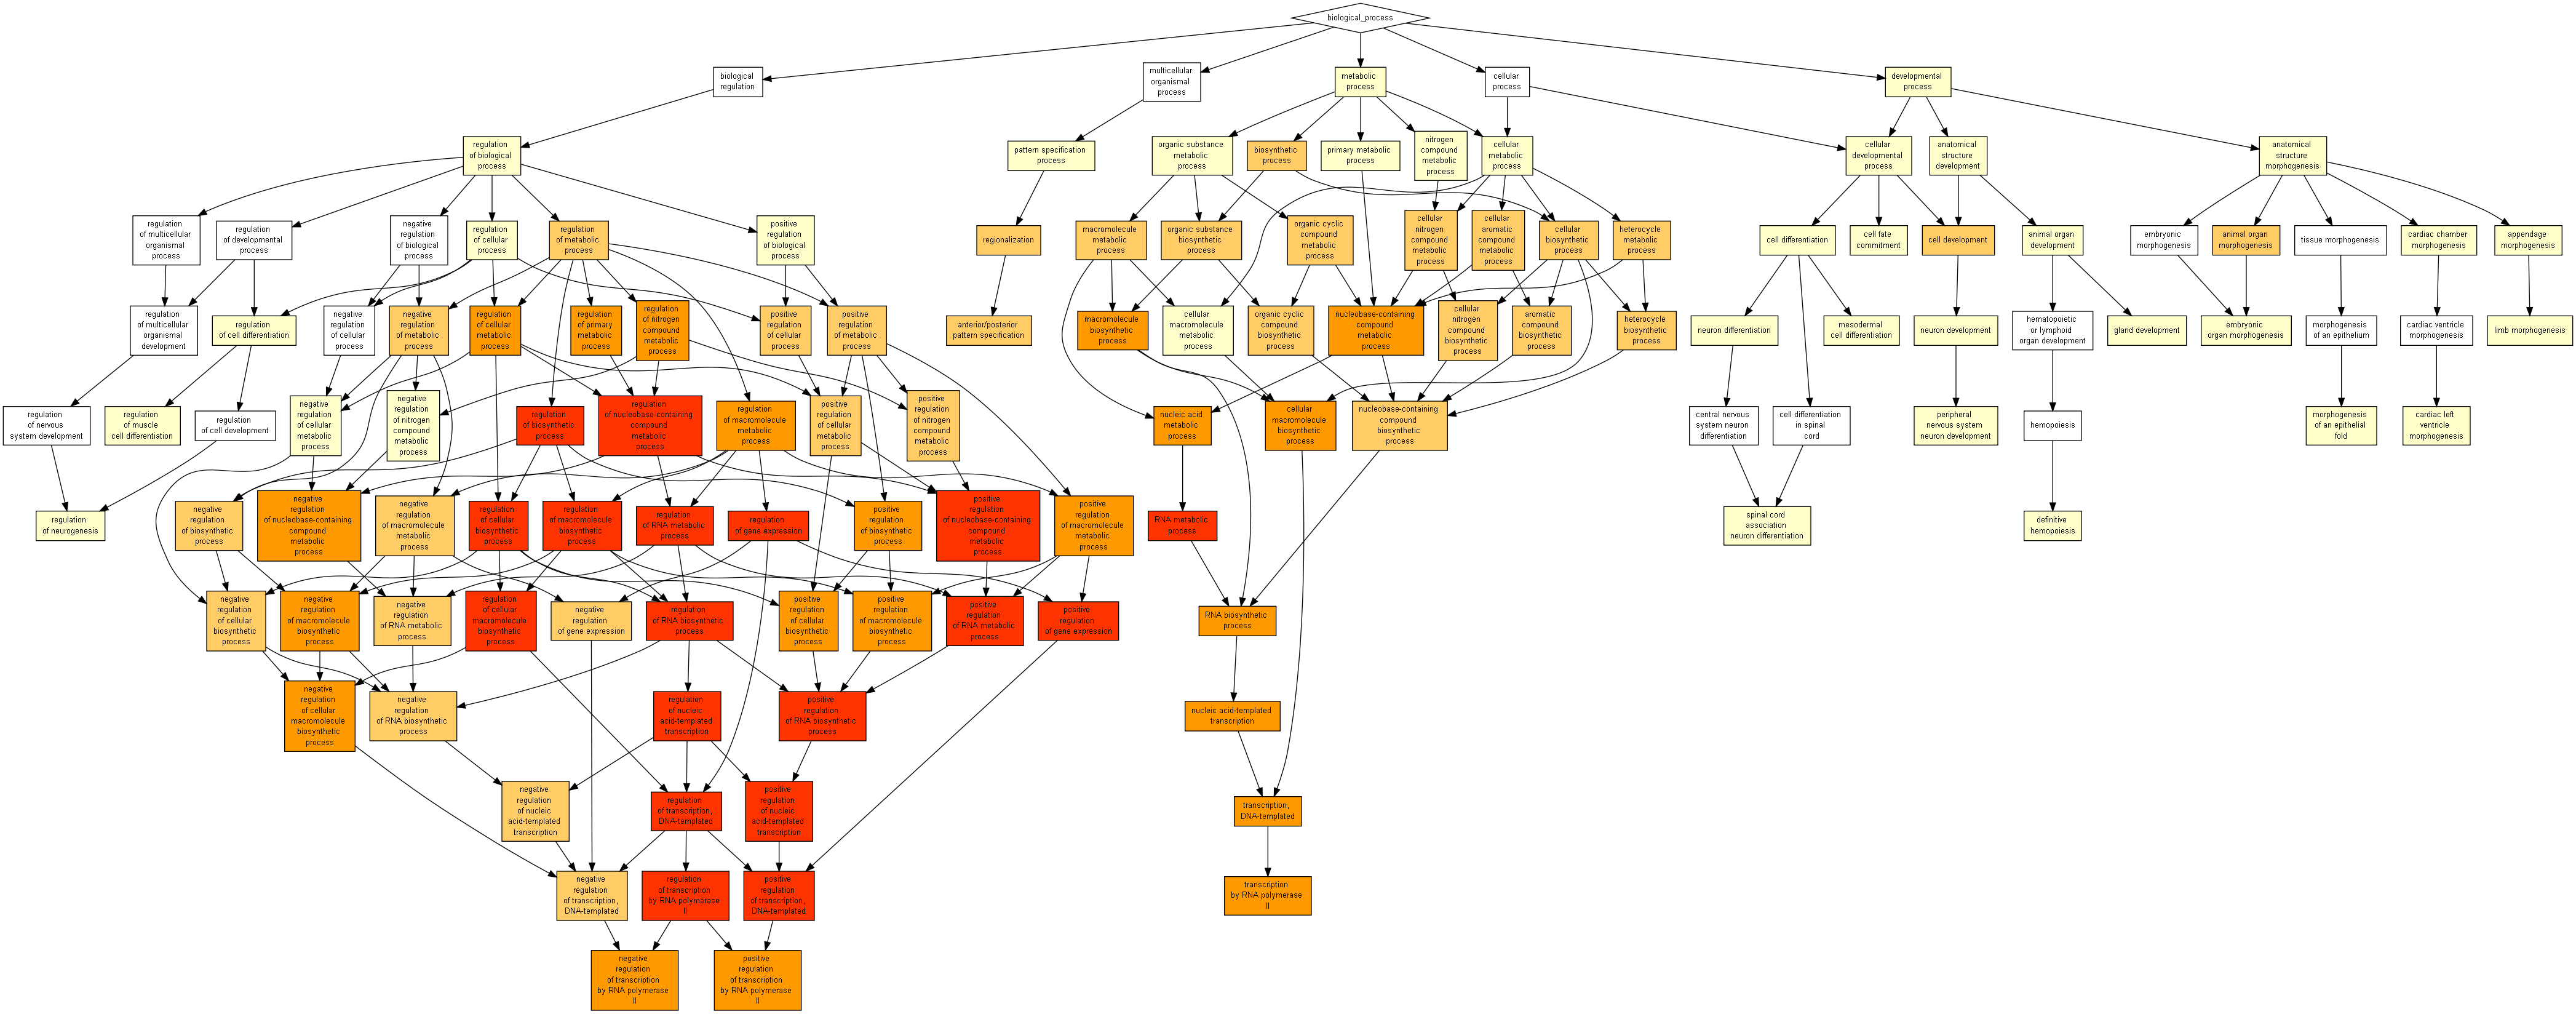 biological_process
biological
regulation
multicellular
organismal
process
metabolic
process
cellular
process
developmental
process
regulation
of biological
process
pattern specification
process
organic substance
metabolic
process
biosynthetic
process
primary metabolic
process
nitrogen
compound
metabolic
process
cellular
metabolic
process
cellular
developmental
process
anatomical
structure
development
anatomical
structure
morphogenesis
regulation
of multicellular
organismal
process
regulation
of developmental
process
negative
regulation
of biological
process
regulation
of cellular
process
regulation
of metabolic
process
positive
regulation
of biological
process
regionalization
macromolecule
metabolic
process
organic substance
biosynthetic
process
organic cyclic
compound
metabolic
process
cellular
nitrogen
compound
metabolic
process
cellular
aromatic
compound
metabolic
process
cellular
biosynthetic
process
heterocycle
metabolic
process
cell differentiation
cell fate
commitment
cell development
animal organ
development
embryonic
morphogenesis
animal organ
morphogenesis
tissue morphogenesis
cardiac chamber
morphogenesis
appendage
morphogenesis
regulation
of multicellular
organismal
development
regulation
of cell differentiation
negative
regulation
of cellular
process
negative
regulation
of metabolic
process
regulation
of cellular
metabolic
process
regulation
of primary
metabolic
process
regulation
of nitrogen
compound
metabolic
process
positive
regulation
of cellular
process
positive
regulation
of metabolic
process
anterior/posterior
pattern specification
macromolecule
biosynthetic
process
cellular
macromolecule
metabolic
process
organic cyclic
compound
biosynthetic
process
nucleobase-containing
compound
metabolic
process
cellular
nitrogen
compound
biosynthetic
process
aromatic
compound
biosynthetic
process
heterocycle
biosynthetic
process
neuron differentiation
mesodermal
cell differentiation
neuron development
hematopoietic
or lymphoid
organ development
gland development
embryonic
organ morphogenesis
morphogenesis
of an epithelium
cardiac ventricle
morphogenesis
limb morphogenesis
regulation
of nervous
system development
regulation
of muscle
cell differentiation
regulation
of cell development
negative
regulation
of cellular
metabolic
process
negative
regulation
of nitrogen
compound
metabolic
process
regulation
of biosynthetic
process
regulation
of nucleobase-containing
compound
metabolic
process
regulation
of macromolecule
metabolic
process
positive
regulation
of cellular
metabolic
process
positive
regulation
of nitrogen
compound
metabolic
process
nucleic acid
metabolic
process
cellular
macromolecule
biosynthetic
process
nucleobase-containing
compound
biosynthetic
process
central nervous
system neuron
differentiation
cell differentiation
in spinal
cord
peripheral
nervous system
neuron development
hemopoiesis
morphogenesis
of an epithelial
fold
cardiac left
ventricle
morphogenesis
regulation
of neurogenesis
negative
regulation
of biosynthetic
process
negative
regulation
of nucleobase-containing
compound
metabolic
process
negative
regulation
of macromolecule
metabolic
process
regulation
of cellular
biosynthetic
process
regulation
of macromolecule
biosynthetic
process
regulation
of RNA metabolic
process
regulation
of gene expression
positive
regulation
of biosynthetic
process
positive
regulation
of nucleobase-containing
compound
metabolic
process
positive
regulation
of macromolecule
metabolic
process
RNA metabolic
process
spinal cord
association
neuron differentiation
definitive
hemopoiesis
negative
regulation
of cellular
biosynthetic
process
negative
regulation
of macromolecule
biosynthetic
process
negative
regulation
of RNA metabolic
process
regulation
of cellular
macromolecule
biosynthetic
process
negative
regulation
of gene expression
regulation
of RNA biosynthetic
process
positive
regulation
of cellular
biosynthetic
process
positive
regulation
of macromolecule
biosynthetic
process
positive
regulation
of RNA metabolic
process
positive
regulation
of gene expression
RNA biosynthetic
process
negative
regulation
of cellular
macromolecule
biosynthetic
process
negative
regulation
of RNA biosynthetic
process
regulation
of nucleic
acid-templated
transcription
positive
regulation
of RNA biosynthetic
process
nucleic acid-templated
transcription
negative
regulation
of nucleic
acid-templated
transcription
regulation
of transcription,
DNA-templated
positive
regulation
of nucleic
acid-templated
transcription
transcription,
DNA-templated
negative
regulation
of transcription,
DNA-templated
regulation
of transcription
by RNA polymerase
II
positive
regulation
of transcription,
DNA-templated
transcription
by RNA polymerase
II
negative
regulation
of transcription
by RNA polymerase
II
positive
regulation
of transcription
by RNA polymerase
II